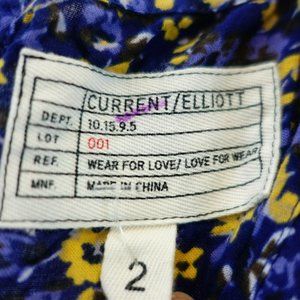 CURRENT/ELLIOTT
DEPT. 10.15.9.5
LOT 001
REF. WEAR FOR LOVE/ LOVE FOR WEAR
MNF. MADE IN CHINA
2